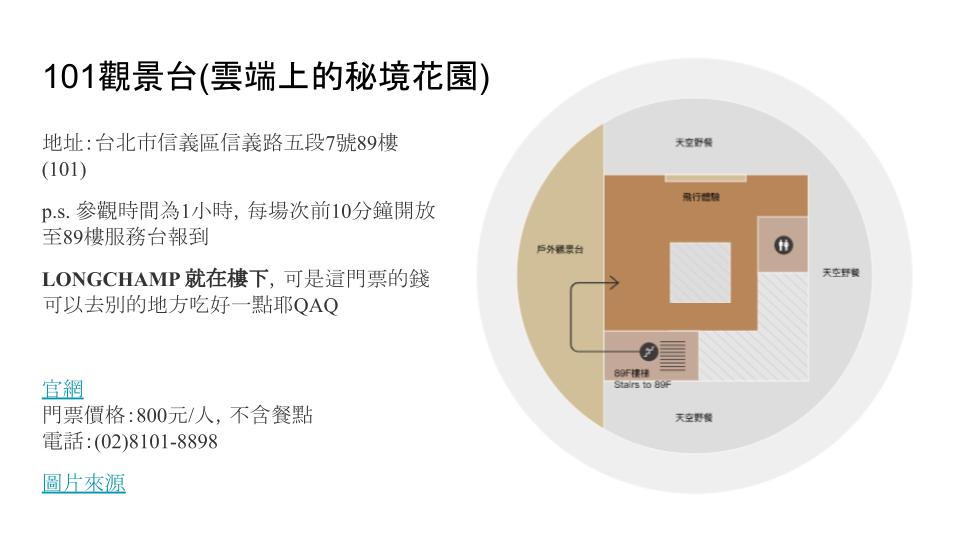 101觀景台(雲端上的秘境花園)
地址：台北市信義區信義路五段7號89樓
(101)
p.s. 參觀時間為1小時，每場次前10分鐘開放
至89樓服務台報到
LONGCHAMP 就在樓下，可是這門票的錢
可以去別的地方吃好一點耶QAQ
官網
門票價格：800元/人，不含餐點
電話：(02)8101-8898
圖片來源
天空野餐
飛行體驗
戶外觀景台
天空野餐
89F樓梯
Stairs to 89F
天空野餐